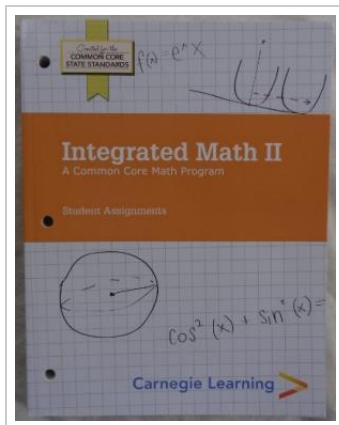 Created for the
COMMON CORE
STATE STANDARDS
Integrated Math II
A Common Core Math Program
Student Assignments
cos² (x) + sin² (x) =
Carnegie Learning